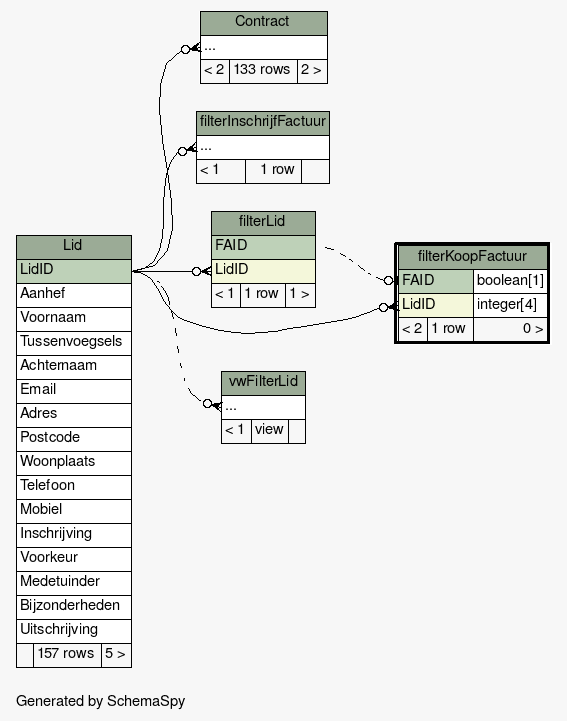 Contract
...
< 2 133 rows 2 >
filterInschrijfFactuur
...
< 1 1 row
filterLid
FAID
LidID
< 1 1 row 1 >
filterKoopFactuur
FAID boolean[1]
LidID integer[4]
< 2 1 row 0 >
vwFilterLid
...
< 1 view
Lid
LidID
Aanhef
Voornaam
Tussenvoegsels
Achternaam
Email
Adres
Postcode
Woonplaats
Telefoon
Mobiel
Inschrijving
Voorkeur
Medetuinder
Bijzonderheden
Uitschrijving
157 rows 5 >
Generated by SchemaSpy